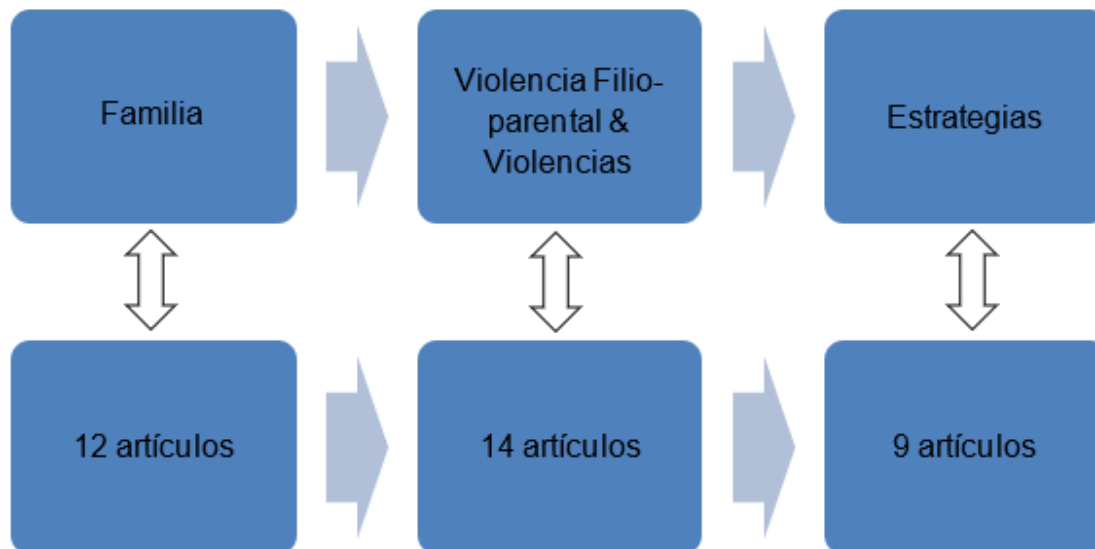 Familia
Violencia Filio-
parental &
Violencias
Estrategias
12 artículos
14 artículos
9 artículos